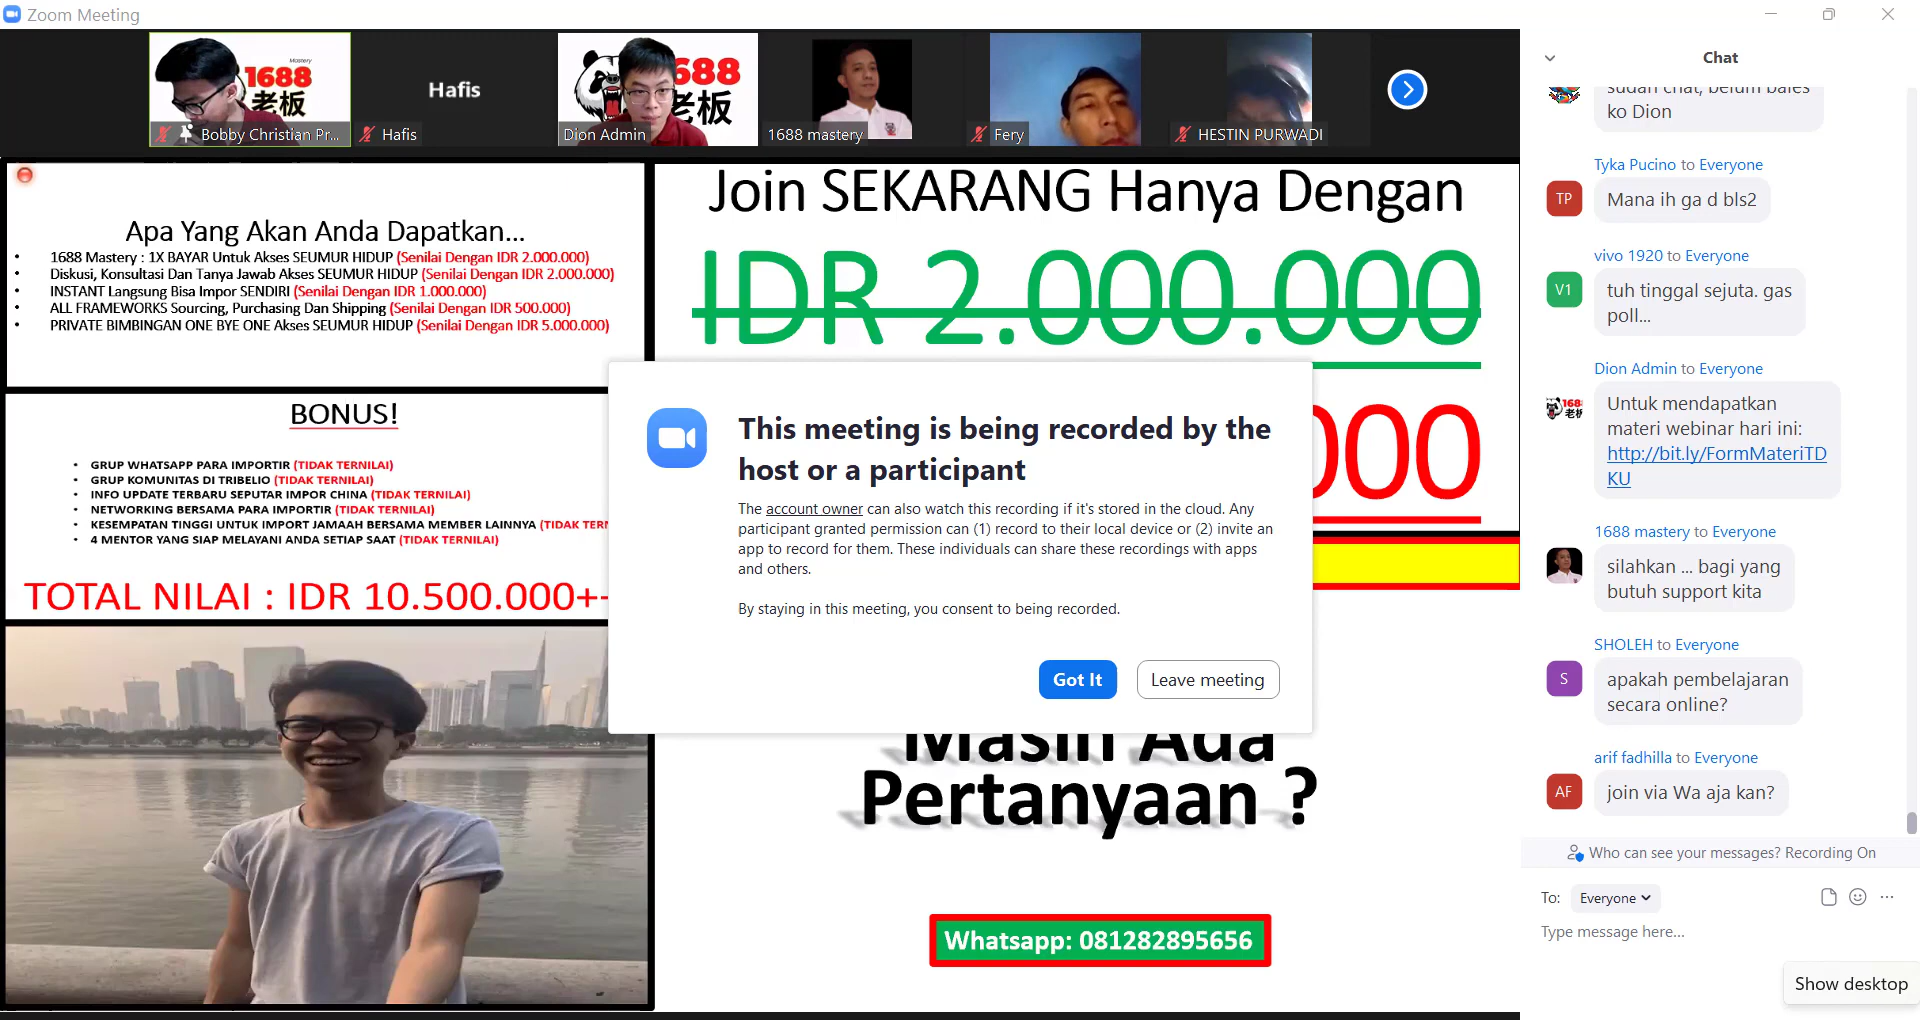 Zoom Meeting
Mastery
1688
老板
Bobby Christian Pr...
Hafis
Hafis
688
老板
Dion Admin
1688 mastery
Fery
HESTIN PURWADI
Apa Yang Akan Anda Dapatkan...
• 1688 Mastery : 1X BAYAR Untuk Akses SEUMUR HIDUP (Senilai Dengan IDR 2.000.000)
• Diskusi, Konsultasi Dan Tanya Jawab Akses SEUMUR HIDUP (Senilai Dengan IDR 2.000.000)
• INSTANT Langsung Bisa Impor SENDIRI (Senilai Dengan IDR 1.000.000)
• ALL FRAMEWORKS Sourcing, Purchasing Dan Shipping (Senilai Dengan IDR 500.000)
• PRIVATE BIMBINGAN ONE BYE ONE Akses SEUMUR HIDUP (Senilai Dengan IDR 5.000.000)
BONUS!
• GRUP WHATSAPP PARA IMPORTIR (TIDAK TERNILAI)
• GRUP KOMUNITAS DI TRIBELIO (TIDAK TERNILAI)
• INFO UPDATE TERBARU SEPUTAR IMPOR CHINA (TIDAK TERNILAI)
• NETWORKING BERSAMA PARA IMPORTIR (TIDAK TERNILAI)
• KESEMPATAN TINGGI UNTUK IMPORT JAMAAH BERSAMA MEMBER LAINNYA (TIDAK TERN
• 4 MENTOR YANG SIAP MELAYANI ANDA SETIAP SAAT (TIDAK TERNILAI)
TOTAL NILAI : IDR 10.500.000+-
Join SEKARANG Hanya Dengan
IDR 2.000.000
000
This meeting is being recorded by the
host or a participant
The account owner can also watch this recording if it's stored in the cloud. Any
participant granted permission can (1) record to their local device or (2) invite an
app to record for them. These individuals can share these recordings with apps
and others.
By staying in this meeting, you consent to being recorded.
Got It
Leave meeting
Masih Ada
Pertanyaan ?
Whatsapp: 081282895656
Chat
sudah chat, belum bales
ko Dion
Tyka Pucino to Everyone
TP
Mana ih ga d bls2
vivo 1920 to Everyone
V1
tuh tinggal sejuta. gas
poll...
Dion Admin to Everyone
168
老板
Untuk mendapatkan
materi webinar hari ini:
http://bit.ly/FormMateriTD
KU
1688 mastery to Everyone
silahkan ... bagi yang
butuh support kita
SHOLEH to Everyone
S
apakah pembelajaran
secara online?
arif fadhilla to Everyone
AF
join via Wa aja kan?
Who can see your messages? Recording On
To: Everyone
Type message here...
Show desktop